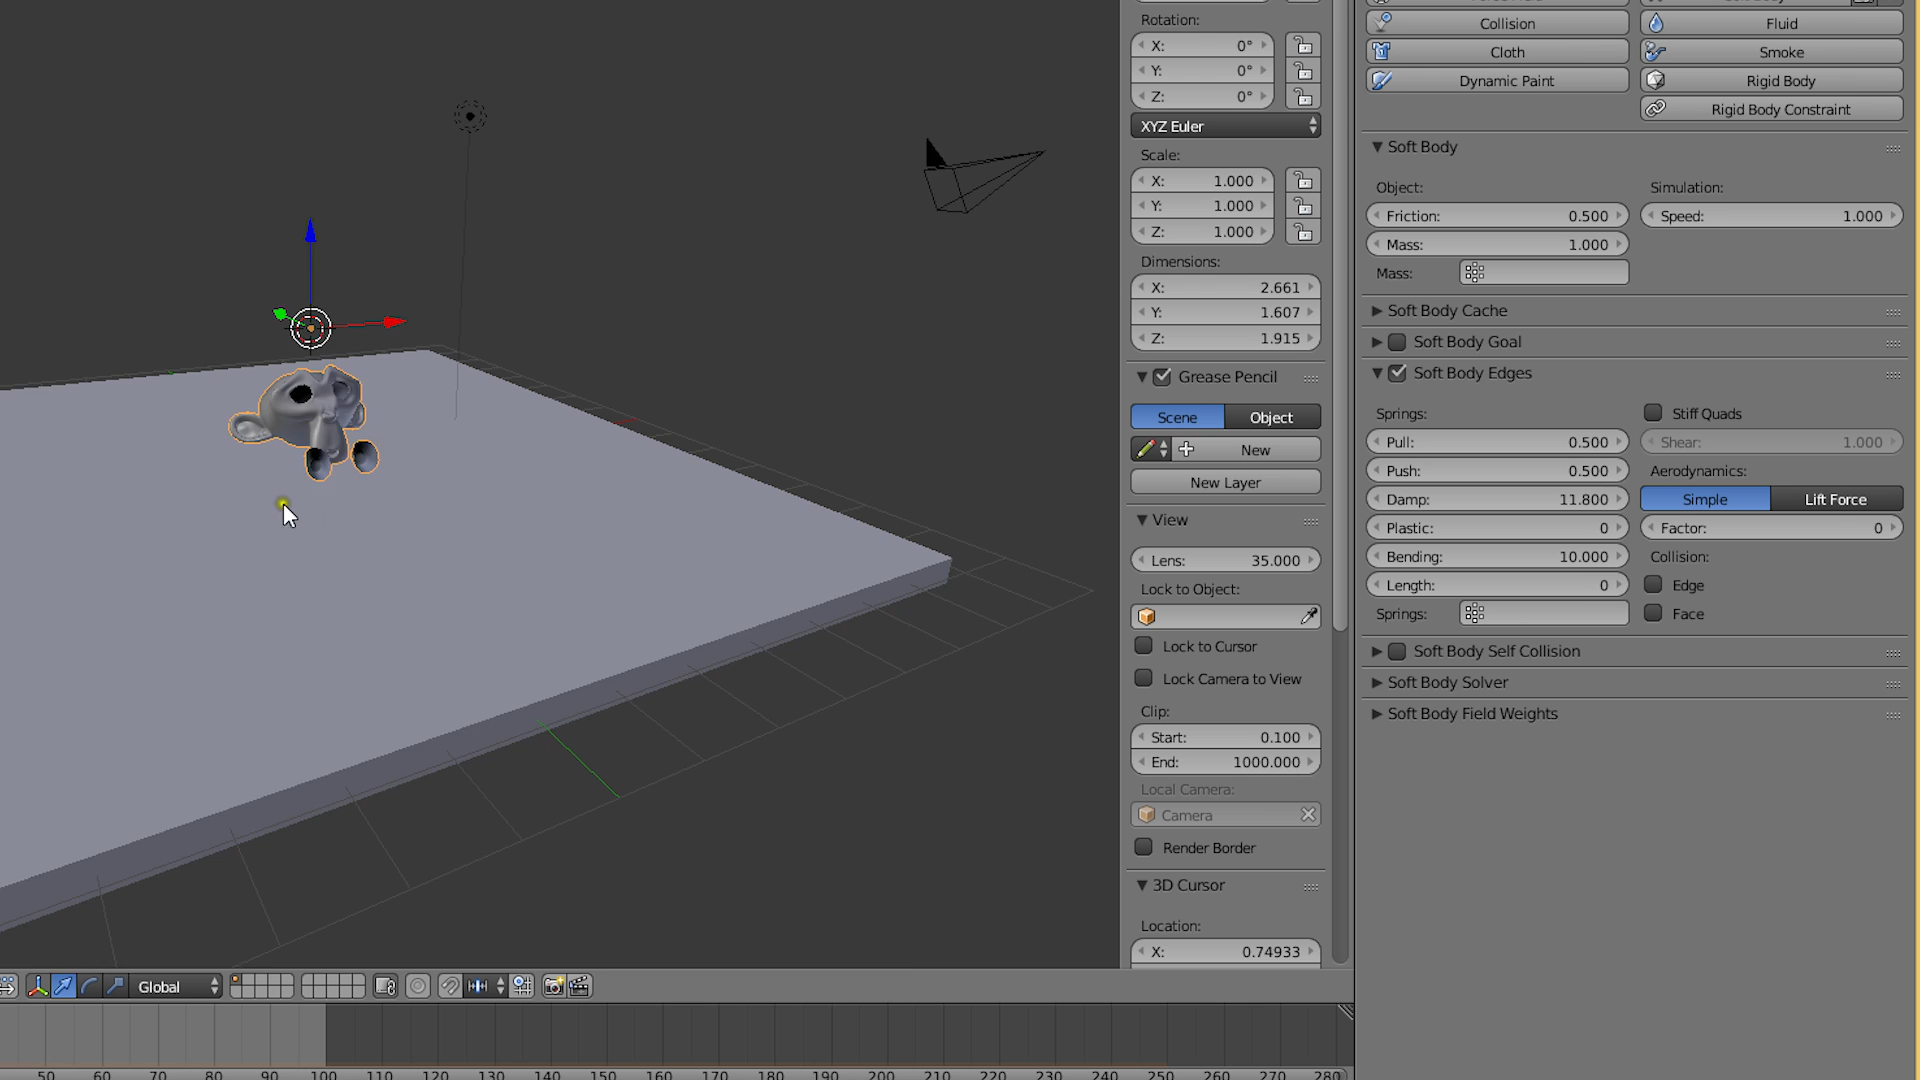 Rotation:
X: 0°
Y: 0°
Z: 0°
XYZ Euler
Scale:
X: 1.000
Y: 1.000
Z: 1.000
Dimensions:
X: 2.661
Y: 1.607
Z: 1.915
Grease Pencil
Scene Object
New
New Layer
View
Lens: 35.000
Lock to Object:
Lock to Cursor
Lock Camera to View
Clip:
Start: 0.100
End: 1000.000
Local Camera:
Camera
Render Border
3D Cursor
Location:
X: 0.74933
Collision Fluid
Cloth Smoke
Dynamic Paint Rigid Body
Rigid Body Constraint
Soft Body
Object: Simulation:
Friction: 0.500 Speed: 1.000
Mass: 1.000
Mass:
Soft Body Cache
Soft Body Goal
Soft Body Edges
Springs: Stiff Quads
Pull: 0.500 Shear: 1.000
Push: 0.500 Aerodynamics:
Damp: 11.800 Simple Lift Force
Plastic: 0 Factor: 0
Bending: 10.000 Collision:
Length: 0 Edge
Springs: Face
Soft Body Self Collision
Soft Body Solver
Soft Body Field Weights
Global
50 60 70 80 90 100 110 120 130 140 150 160 170 180 190 200 210 220 230 240 250 260 270 280